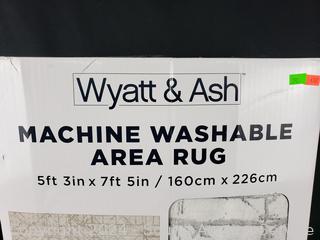 Wyatt & Ash
MACHINE WASHABLE
AREA RUG
5ft 3in x 7ft 5in / 160cm x 226cm